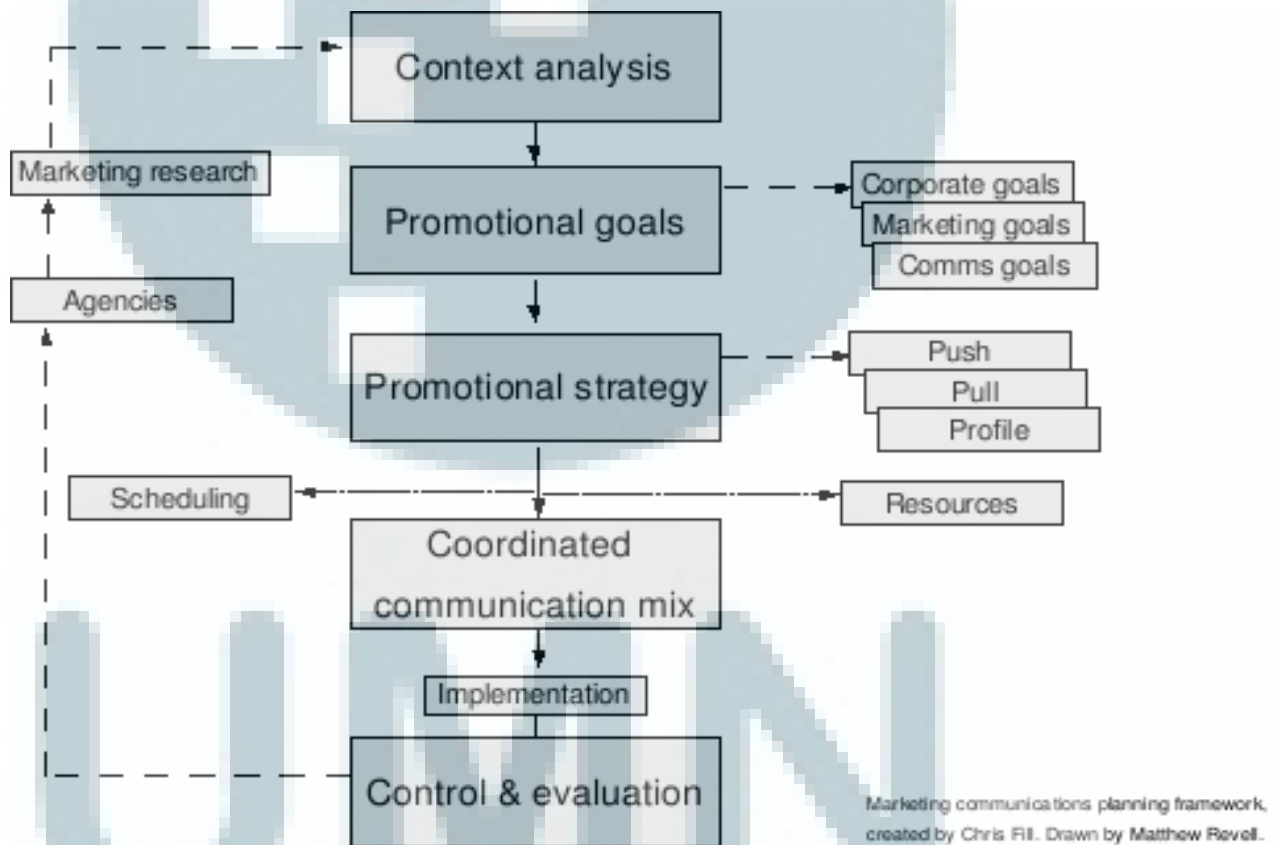 Context analysis
Marketing research
Promotional goals
Corporate goals
Marketing goals
Comms goals
Agencies
Promotional strategy
Push
Pull
Profile
Scheduling
Resources
Coordinated
communication mix
Implementation
Control & evaluation
Marketing communications planning framework,
created by Chris Fill. Drawn by Matthew Revell.
UMN